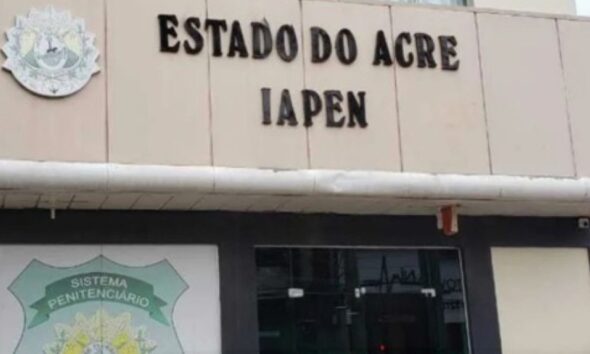 ESTADO DO ACRE
IAPEN
SISTEMA
PENITENCIÁRIO